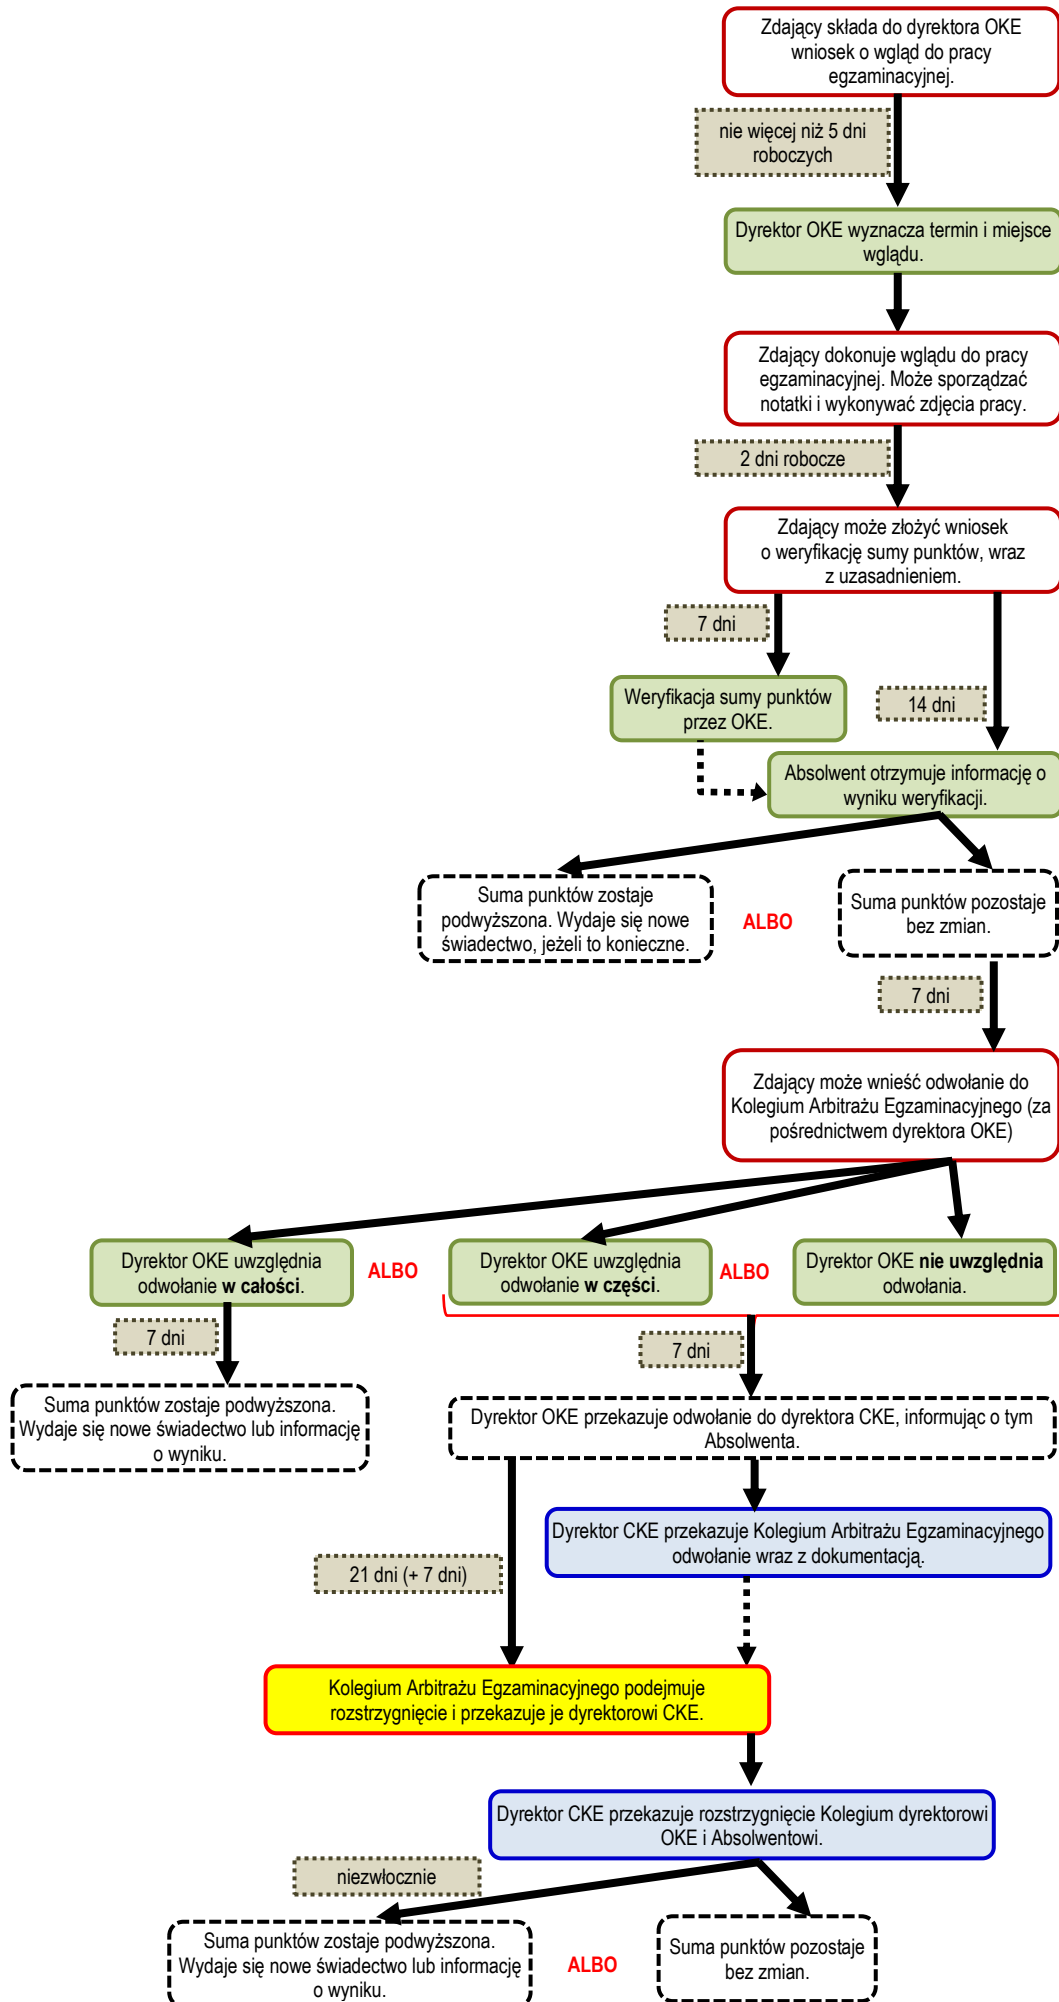 Zdający składa do dyrektora OKE
wniosek o wgląd do pracy
egzaminacyjnej.
nie więcej niż 5 dni
roboczych
Dyrektor OKE wyznacza termin i miejsce
wglądu.
Zdający dokonuje wglądu do pracy
egzaminacyjnej. Może sporządzać
notatki i wykonywać zdjęcia pracy.
2 dni robocze
Zdający może złożyć wniosek
o weryfikację sumy punktów, wraz
z uzasadnieniem.
7 dni
Weryfikacja sumy punktów
przez OKE.
14 dni
Absolwent otrzymuje informację o
wyniku weryfikacji.
Suma punktów zostaje
podwyższona. Wydaje się nowe
świadectwo, jeżeli to konieczne.
ALBO
Suma punktów pozostaje
bez zmian.
7 dni
Zdający może wnieść odwołanie do
Kolegium Arbitrażu Egzaminacyjnego (za
pośrednictwem dyrektora OKE)
Dyrektor OKE uwzględnia
odwołanie w całości.
ALBO
Dyrektor OKE uwzględnia
odwołanie w części.
ALBO
Dyrektor OKE nie uwzględnia
odwołania.
7 dni
7 dni
Suma punktów zostaje podwyższona.
Wydaje się nowe świadectwo lub informację
o wyniku.
Dyrektor OKE przekazuje odwołanie do dyrektora CKE, informując o tym
Absolwenta.
Dyrektor CKE przekazuje Kolegium Arbitrażu Egzaminacyjnego
odwołanie wraz z dokumentacją.
21 dni (+ 7 dni)
Kolegium Arbitrażu Egzaminacyjnego podejmuje
rozstrzygnięcie i przekazuje je dyrektorowi CKE.
Dyrektor CKE przekazuje rozstrzygnięcie Kolegium dyrektorowi
OKE i Absolwentowi.
niezwłocznie
Suma punktów zostaje podwyższona.
Wydaje się nowe świadectwo lub informację
o wyniku.
ALBO
Suma punktów pozostaje
bez zmian.